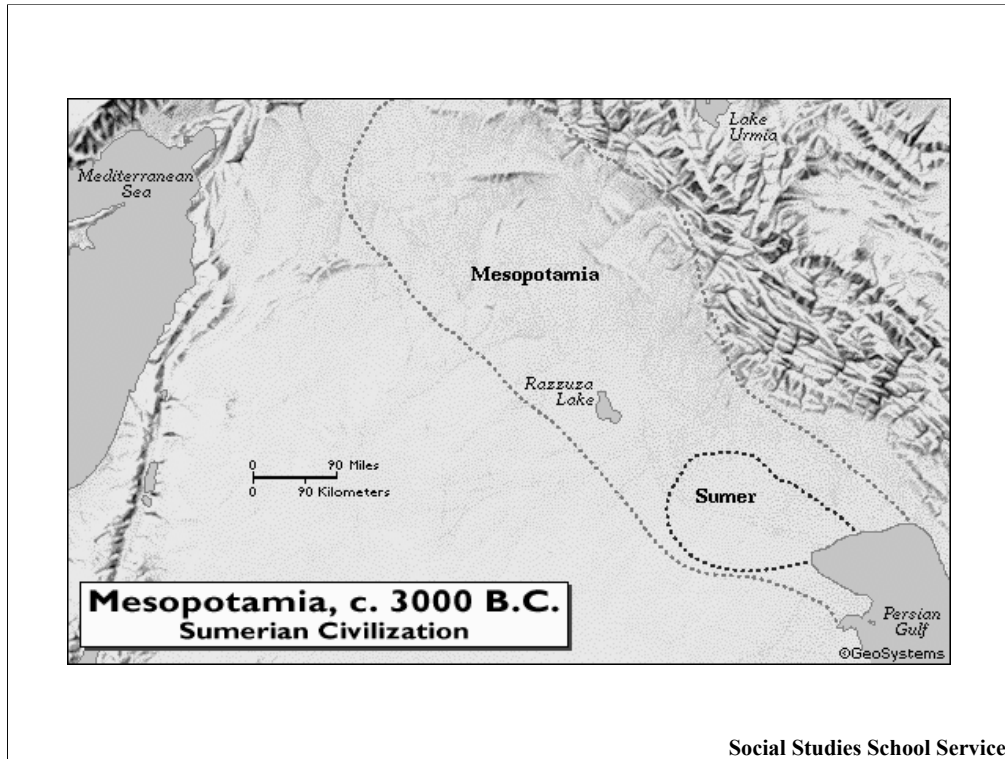 Lake
Urmia
Mediterranean
Sea
Mesopotamia
Razzuza
Lake
0 90 Miles
0 90 Kilometers
Sumer
Mesopotamia, c. 3000 B.C.
Sumerian Civilization
Persian
Gulf
©GeoSystems
Social Studies School Service